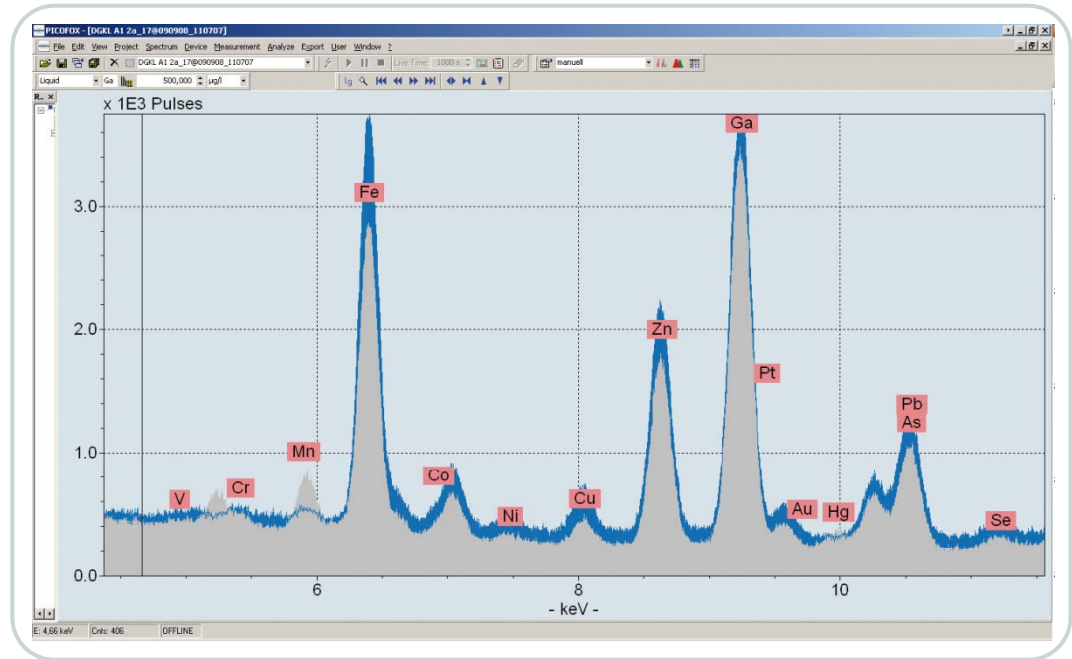 PICOFOX - [DGKL A1 2a_17@090908_110707]
File Edit View Project Spectrum Device Measurement Analyze Export User Window ?
DGKL A1 2a_17@090908_110707 Live Time: 1000 s manuell
Liquid Ga 500,000 µg/l lg
R..
x 1E3 Pulses
Ga
Fe
3.0
Zn
2.0
Pt
Pb
As
1.0
Mn
Co
Cr
V
Cu
Ni
Au
Hg
Se
0.0
6
8
10
- keV -
E: 4,66 keV Cnts: 406 OFFLINE